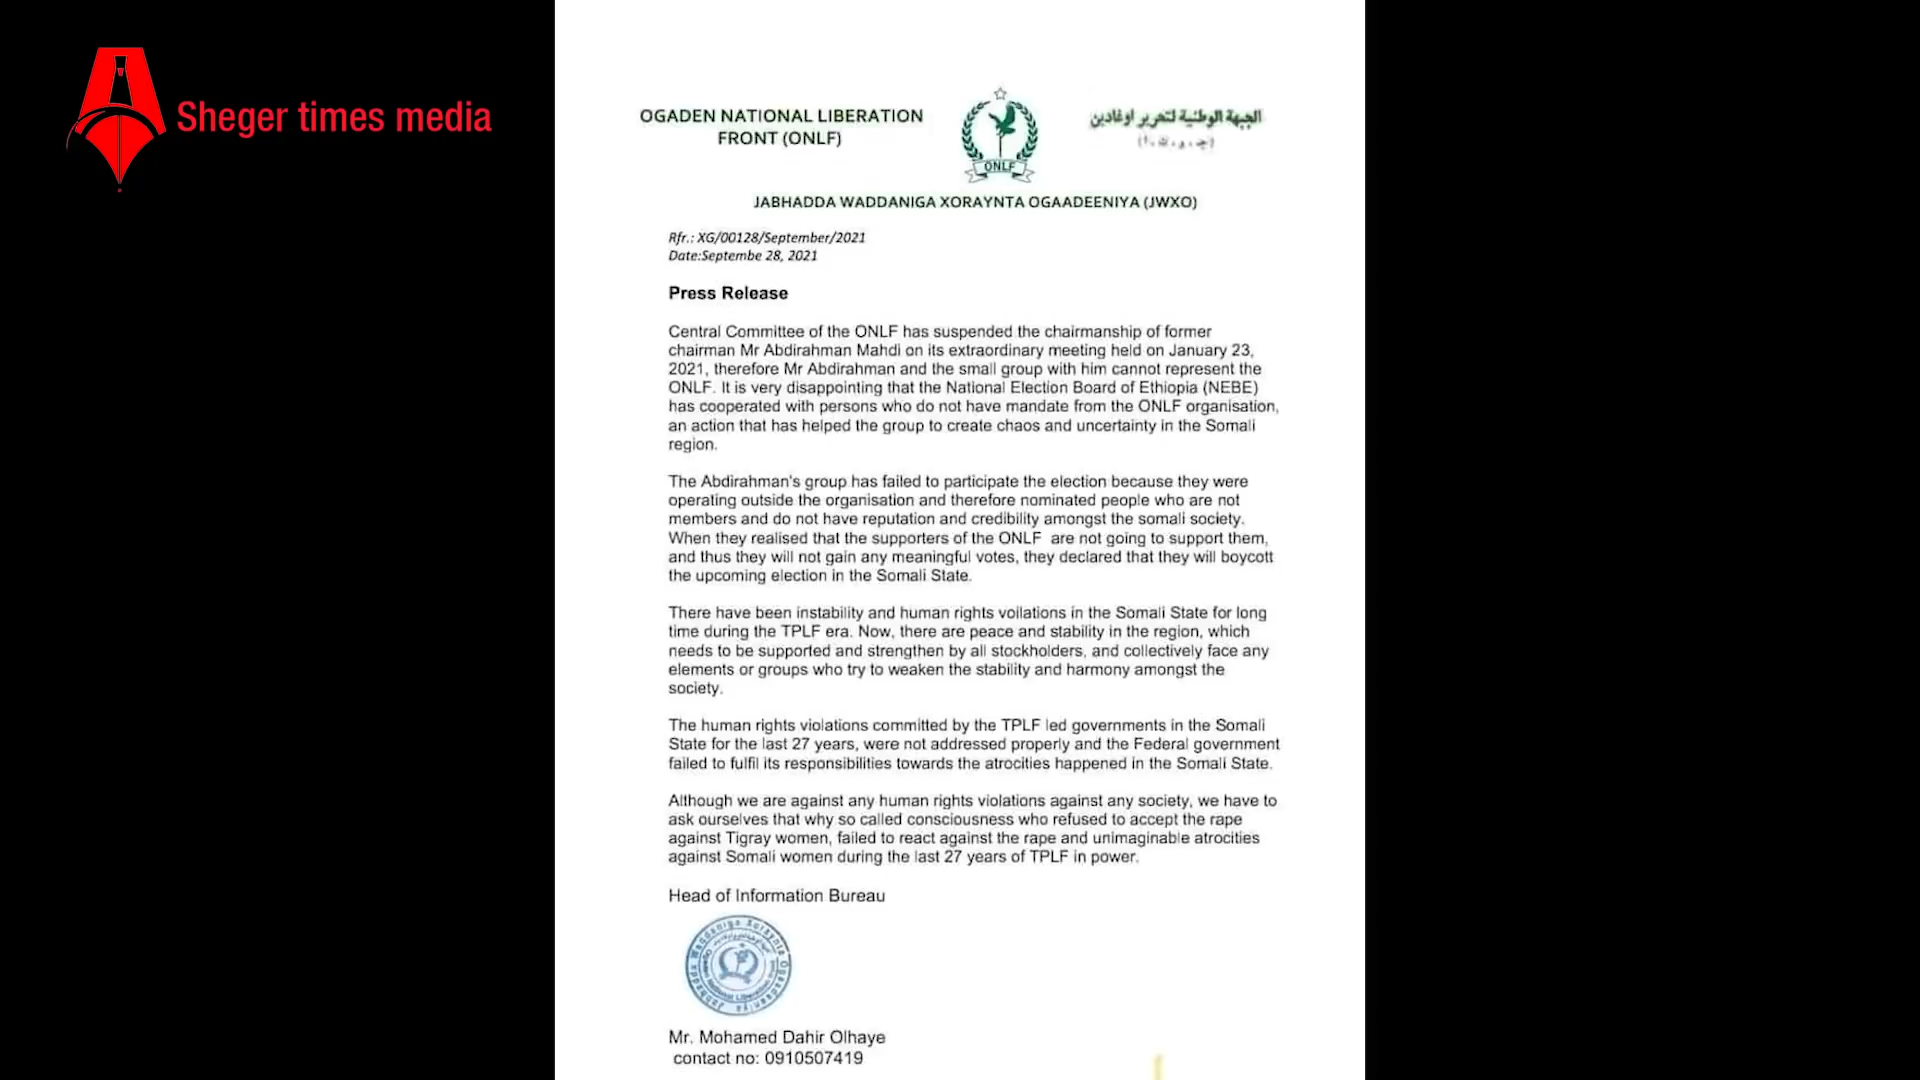 Sheger times media
OGADEN NATIONAL LIBERATION
FRONT (ONLF)
ONLF
الجبهة الوطنية لتحرير اوغادين
JABHADDA WADDANIGA XORAYNTA OGAADEENIYA (JWXO)
Rfr.: XG/00128/September/2021
Date:Septembe 28, 2021
Press Release
Central Committee of the ONLF has suspended the chairmanship of former
chairman Mr Abdirahman Mahdi on its extraordinary meeting held on January 23,
2021, therefore Mr Abdirahman and the small group with him cannot represent the
ONLF. It is very disappointing that the National Election Board of Ethiopia (NEBE)
has cooperated with persons who do not have mandate from the ONLF organisation,
an action that has helped the group to create chaos and uncertainty in the Somali
region.
The Abdirahman's group has failed to participate the election because they were
operating outside the organisation and therefore nominated people who are not
members and do not have reputation and credibility amongst the somali society.
When they realised that the supporters of the ONLF are not going to support them,
and thus they will not gain any meaningful votes, they declared that they will boycott
the upcoming election in the Somali State.
There have been instability and human rights voilations in the Somali State for long
time during the TPLF era. Now, there are peace and stability in the region, which
needs to be supported and strengthen by all stockholders, and collectively face any
elements or groups who try to weaken the stability and harmony amongst the
society.
The human rights violations committed by the TPLF led governments in the Somali
State for the last 27 years, were not addressed properly and the Federal government
failed to fulfil its responsibilities towards the atrocities happened in the Somali State.
Although we are against any human rights violations against any society, we have to
ask ourselves that why so called consciousness who refused to accept the rape
against Tigray women, failed to react against the rape and unimaginable atrocities
against Somali women during the last 27 years of TPLF in power.
Head of Information Bureau
Mr. Mohamed Dahir Olhaye
contact no: 0910507419